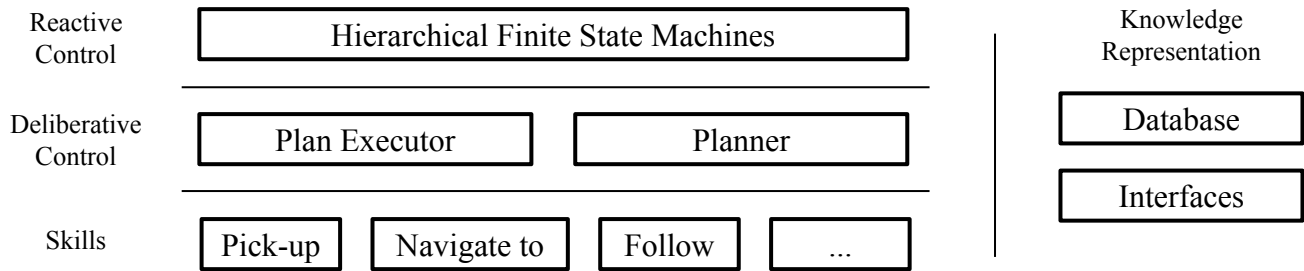 Reactive
Control
Hierarchical Finite State Machines
Deliberative
Control
Plan Executor
Planner
Skills
Pick-up
Navigate to
Follow
...
Knowledge
Representation
Database
Interfaces